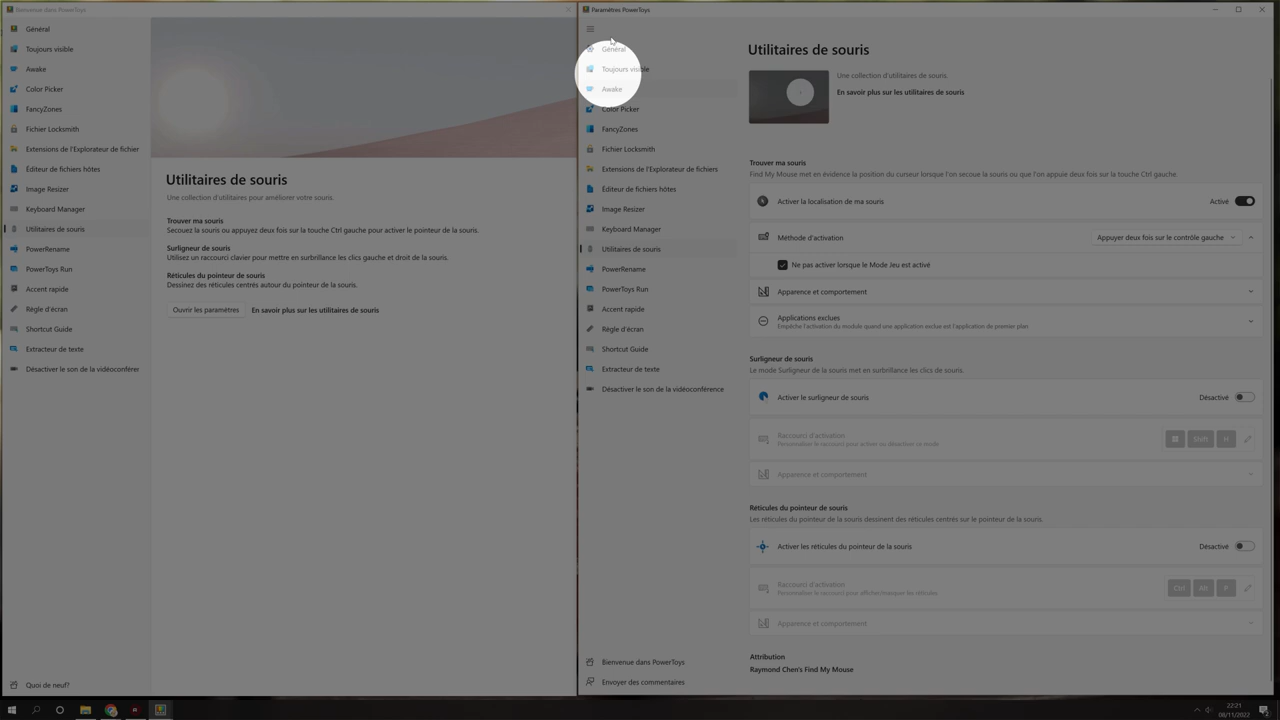 Bienvenue dans PowerToys
Général
Toujours visible
Awake
Color Picker
FancyZones
Fichier Locksmith
Extensions de l'Explorateur de fichier
Éditeur de fichiers hôtes
Image Resizer
Keyboard Manager
Utilitaires de souris
PowerRename
PowerToys Run
Accent rapide
Règle d'écran
Shortcut Guide
Extracteur de texte
Désactiver le son de la vidéoconférer
Quoi de neuf?
Utilitaires de souris
Une collection d'utilitaires pour améliorer votre souris.
Trouver ma souris
Secouez la souris ou appuyez deux fois sur la touche Ctrl gauche pour activer le pointeur de la souris.
Surligneur de souris
Utilisez un raccourci clavier pour mettre en surbrillance les clics gauche et droit de la souris.
Réticules du pointeur de souris
Dessinez des réticules centrés autour du pointeur de la souris.
Ouvrir les paramètres
En savoir plus sur les utilitaires de souris
Paramètres PowerToys
Général
Toujours visible
Awake
Color Picker
FancyZones
Fichier Locksmith
Extensions de l'Explorateur de fichier
Éditeur de fichiers hôtes
Image Resizer
Keyboard Manager
Utilitaires de souris
PowerRename
PowerToys Run
Accent rapide
Règle d'écran
Shortcut Guide
Extracteur de texte
Désactiver le son de la vidéoconférence
Bienvenue dans PowerToys
Envoyer des commentaires
Utilitaires de souris
Une collection d'utilitaires de souris.
En savoir plus sur les utilitaires de souris
Trouver ma souris
Find My Mouse met en évidence la position du curseur lorsque l'on secoue la souris ou que l'on appuie deux fois sur la touche Ctrl gauche.
Activer la localisation de ma souris
Activé
Méthode d'activation
Appuyer deux fois sur le contrôle gauche
Ne pas activer lorsque le Mode Jeu est activé
Apparence et comportement
Applications exclues
Empêche l'activation du module quand une application exclue est l'application de premier plan
Surligneur de souris
Le mode Surligneur de la souris met en surbrillance les clics de souris.
Activer le surligneur de souris
Désactivé
Raccourci d'activation
Personnaliser le raccourci pour activer ou désactiver ce mode
Shift
H
Apparence et comportement
Réticules du pointeur de souris
Les réticules du pointeur de la souris dessinent des réticules centrés sur le pointeur de la souris.
Activer les réticules du pointeur de la souris
Désactivé
Raccourci d'activation
Personnaliser le raccourci pour afficher/masquer les réticules
Ctrl
Alt
P
Apparence et comportement
Attribution
Raymond Chen's Find My Mouse
22:21
08/11/2022